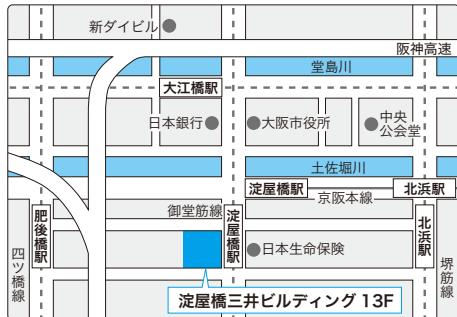 新ダイビル
阪神高速
堂島川
大江橋駅
日本銀行
大阪市役所
中央
公会堂
土佐堀川
淀屋橋駅
京阪本線
北浜駅
御堂筋線
肥後橋駅
四ツ橋線
淀屋橋駅
日本生命保険
北浜駅
堺筋線
淀屋橋三井ビルディング 13F